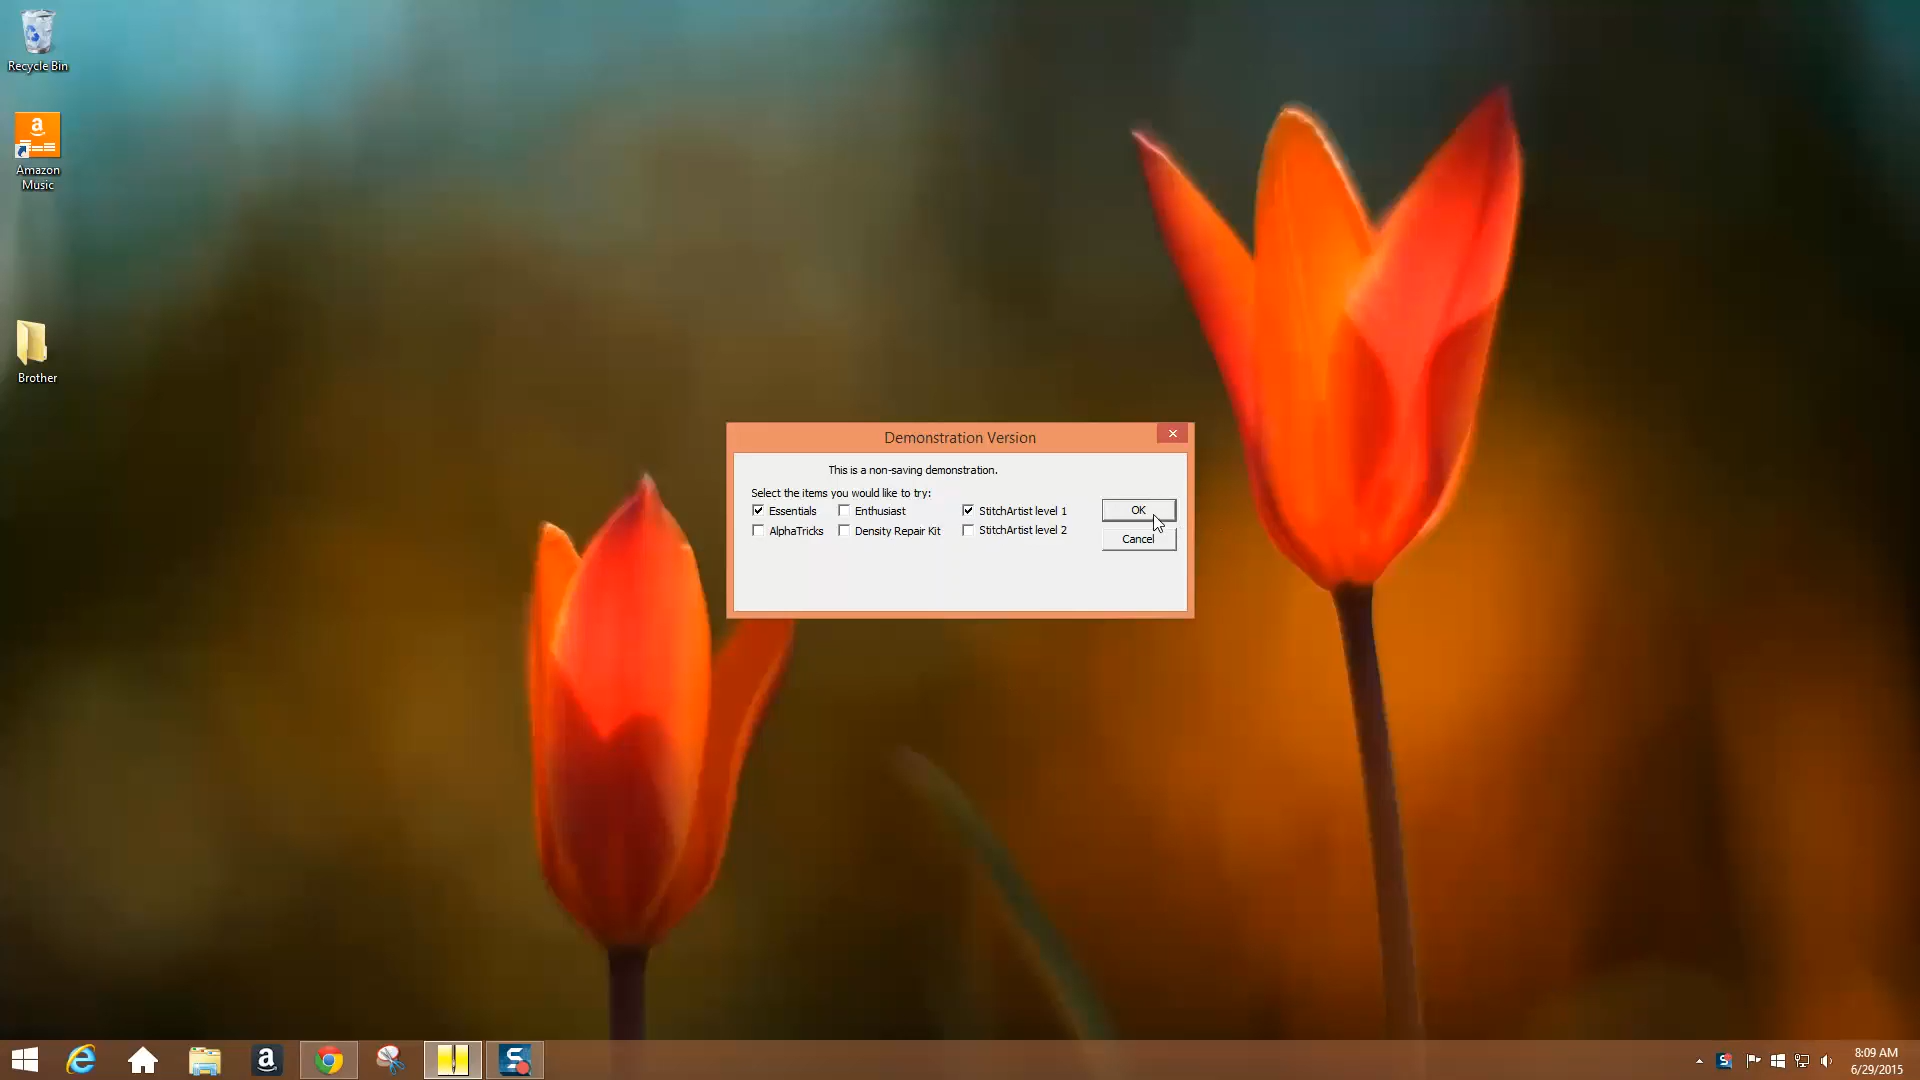 Recycle Bin
Amazon
Music
Brother
Demonstration Version
This is a non-saving demonstration.
Select the items you would like to try:
Essentials
Enthusiast
StitchArtist level 1
OK
AlphaTricks
Density Repair Kit
StitchArtist level 2
Cancel
8:09 AM
6/29/2015